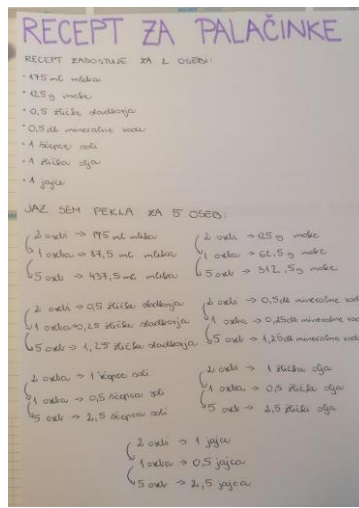 RECEPT ZA PALAČINKE
RECEPT ZADOSTUJE ZA 2 OSEBI:
• 175 ml mleka
• 125 g moke
• 0,5 žličke sladkorja
• 0,5 dl mineralne vode
• 1 ščepec soli
• 1 žlička olja
• 1 jajce
JAZ SEM PEKLA ZA 5 OSEB:
2 osebi → 175 ml mleka
1 oseba → 87,5 ml mleka
5 oseb → 437,5 ml mleka
2 osebi → 125 g moke
1 oseba → 62,5 g moke
5 oseb → 312,5 g moke
2 osebi → 0,5 žličke sladkorja
1 oseba → 0,25 žličke sladkorja
5 oseb → 1,25 žličke sladkorja
2 osebi → 0,5 dl mineralne vode
1 oseba → 0,25 dl mineralne vode
5 oseb → 1,25 dl mineralne vode
2 osebi → 1 ščepec soli
1 oseba → 0,5 ščepca soli
5 oseb → 2,5 ščepca soli
2 osebi → 1 žlička olja
1 oseba → 0,5 žlička olja
5 oseb → 2,5 žlički olja
2 osebi → 1 jajce
1 oseba → 0,5 jajca
5 oseb → 2,5 jajca